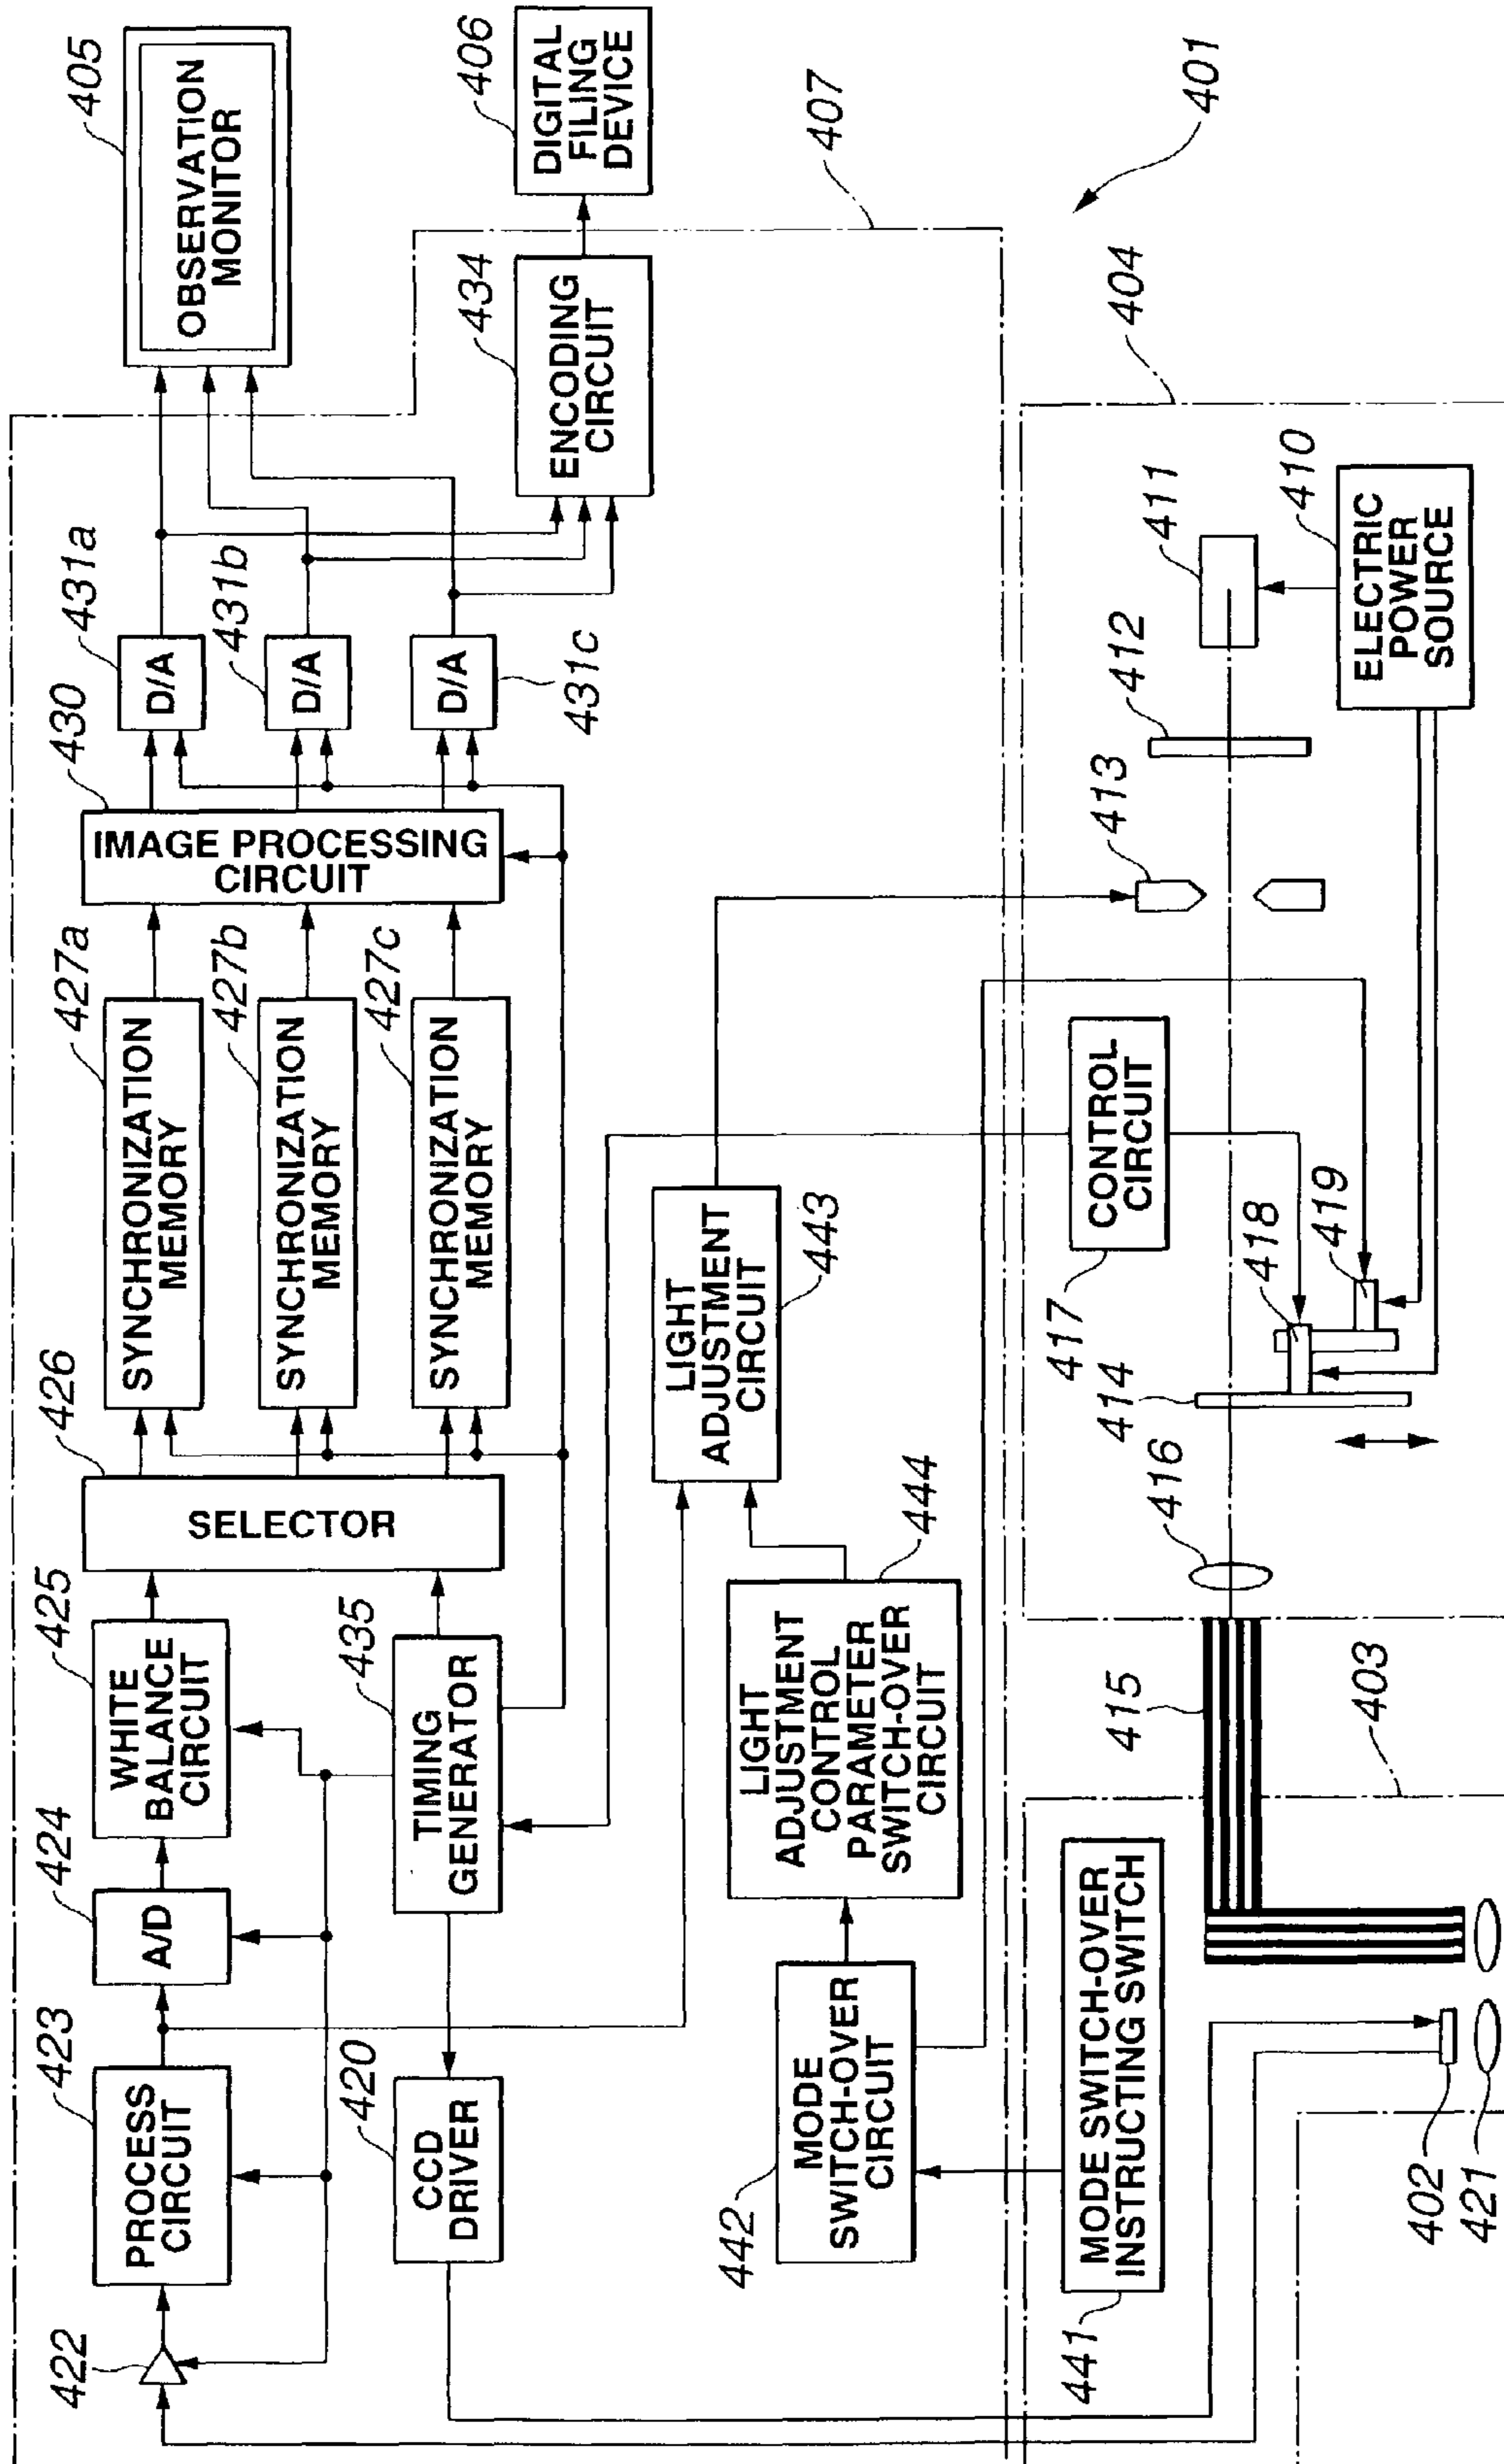 405
OBSERVATION
MONITOR
406
DIGITAL
FILING
DEVICE
407
401
434
ENCODING
CIRCUIT
404
431a
D/A
431b
D/A
431c
D/A
430
IMAGE PROCESSING
CIRCUIT
411
410
ELECTRIC
POWER
SOURCE
412
413
427a
SYNCHRONIZATION
MEMORY
427b
SYNCHRONIZATION
MEMORY
427c
SYNCHRONIZATION
MEMORY
CONTROL
CIRCUIT
417
LIGHT
ADJUSTMENT
CIRCUIT
443
418
419
414
416
426
SELECTOR
444
LIGHT
ADJUSTMENT
CONTROL
PARAMETER
SWITCH-OVER
CIRCUIT
425
WHITE
BALANCE
CIRCUIT
435
TIMING
GENERATOR
415
403
424
A/D
423
PROCESS
CIRCUIT
420
CCD
DRIVER
442
MODE
SWITCH-OVER
CIRCUIT
441
MODE SWITCH-OVER
INSTRUCTING SWITCH
422
402
421